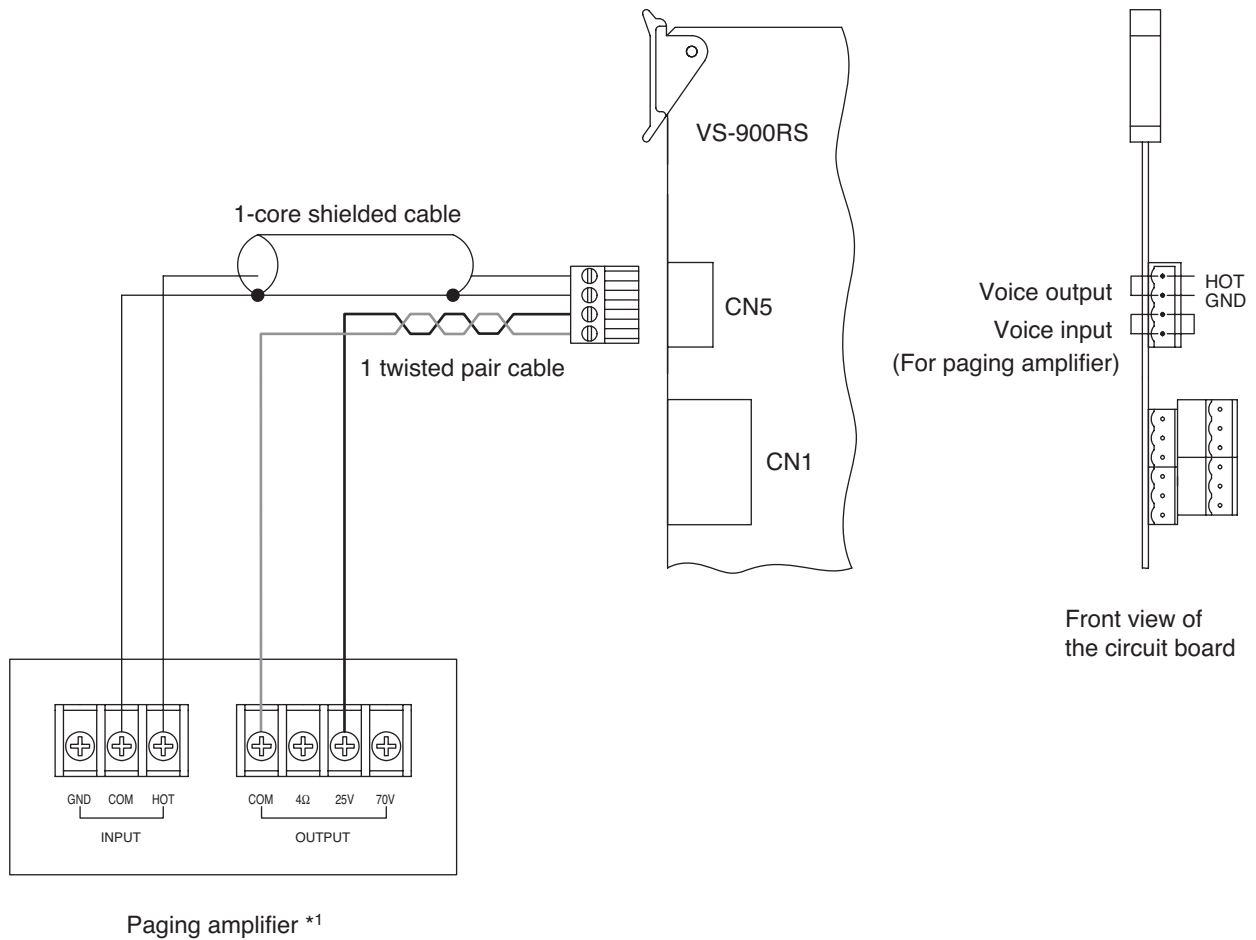 VS-900RS
1-core shielded cable
CN5
1 twisted pair cable
CN1
Voice output
HOT
GND
Voice input
(For paging amplifier)
Front view of
the circuit board
GND COM HOT
INPUT
COM 4Ω 25V 70V
OUTPUT
Paging amplifier *1